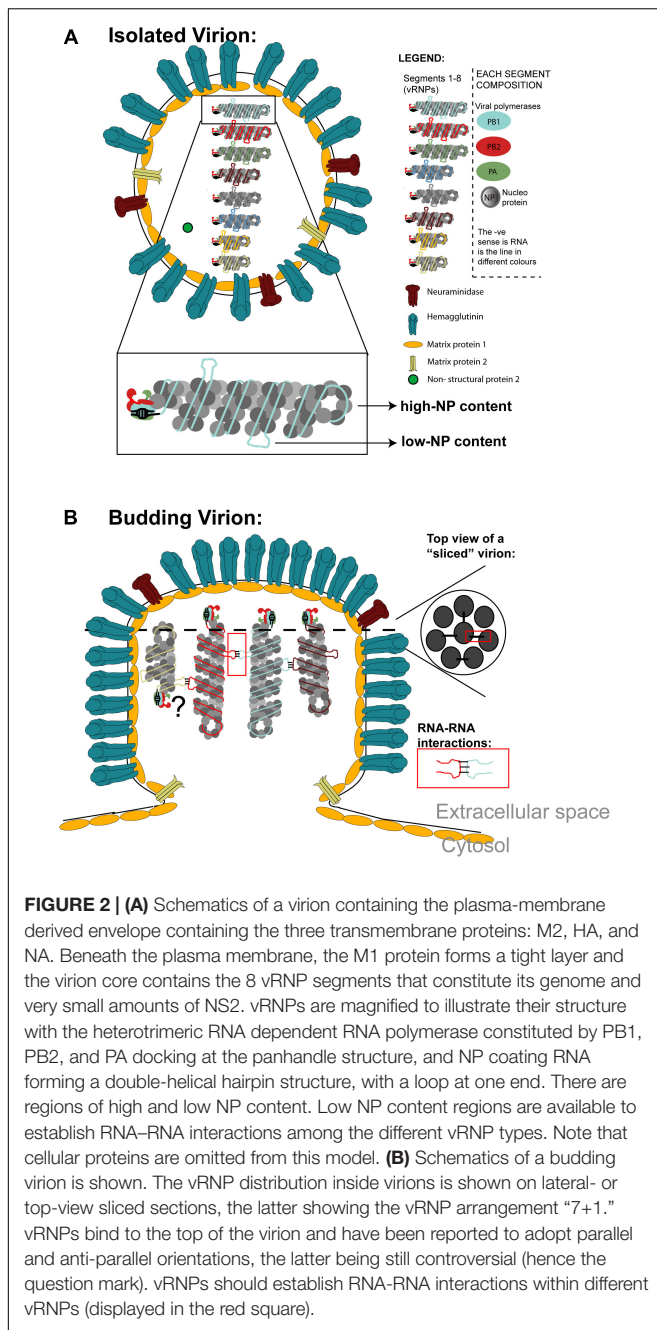 A Isolated Virion:
LEGEND:
Segments 1-8
(vRNPs)
EACH SEGMENT
COMPOSITION
Viral polymerases
PB1
PB2
PA
NP
Nucleo
protein
The -ve
sense is RNA
is the line in
different colours
Neuraminidase
Hemagglutinin
Matrix protein 1
Matrix protein 2
Non- structural protein 2
high-NP content
low-NP content
B Budding Virion:
Top view of a
“sliced” virion:
?
RNA-RNA
interactions:
Extracellular space
Cytosol
FIGURE 2 | (A) Schematics of a virion containing the plasma-membrane
derived envelope containing the three transmembrane proteins: M2, HA, and
NA. Beneath the plasma membrane, the M1 protein forms a tight layer and
the virion core contains the 8 vRNP segments that constitute its genome and
very small amounts of NS2. vRNPs are magnified to illustrate their structure
with the heterotrimeric RNA dependent RNA polymerase constituted by PB1,
PB2, and PA docking at the panhandle structure, and NP coating RNA
forming a double-helical hairpin structure, with a loop at one end. There are
regions of high and low NP content. Low NP content regions are available to
establish RNA–RNA interactions among the different vRNP types. Note that
cellular proteins are omitted from this model. (B) Schematics of a budding
virion is shown. The vRNP distribution inside virions is shown on lateral- or
top-view sliced sections, the latter showing the vRNP arrangement “7+1.”
vRNPs bind to the top of the virion and have been reported to adopt parallel
and anti-parallel orientations, the latter being still controversial (hence the
question mark). vRNPs should establish RNA-RNA interactions within different
vRNPs (displayed in the red square).